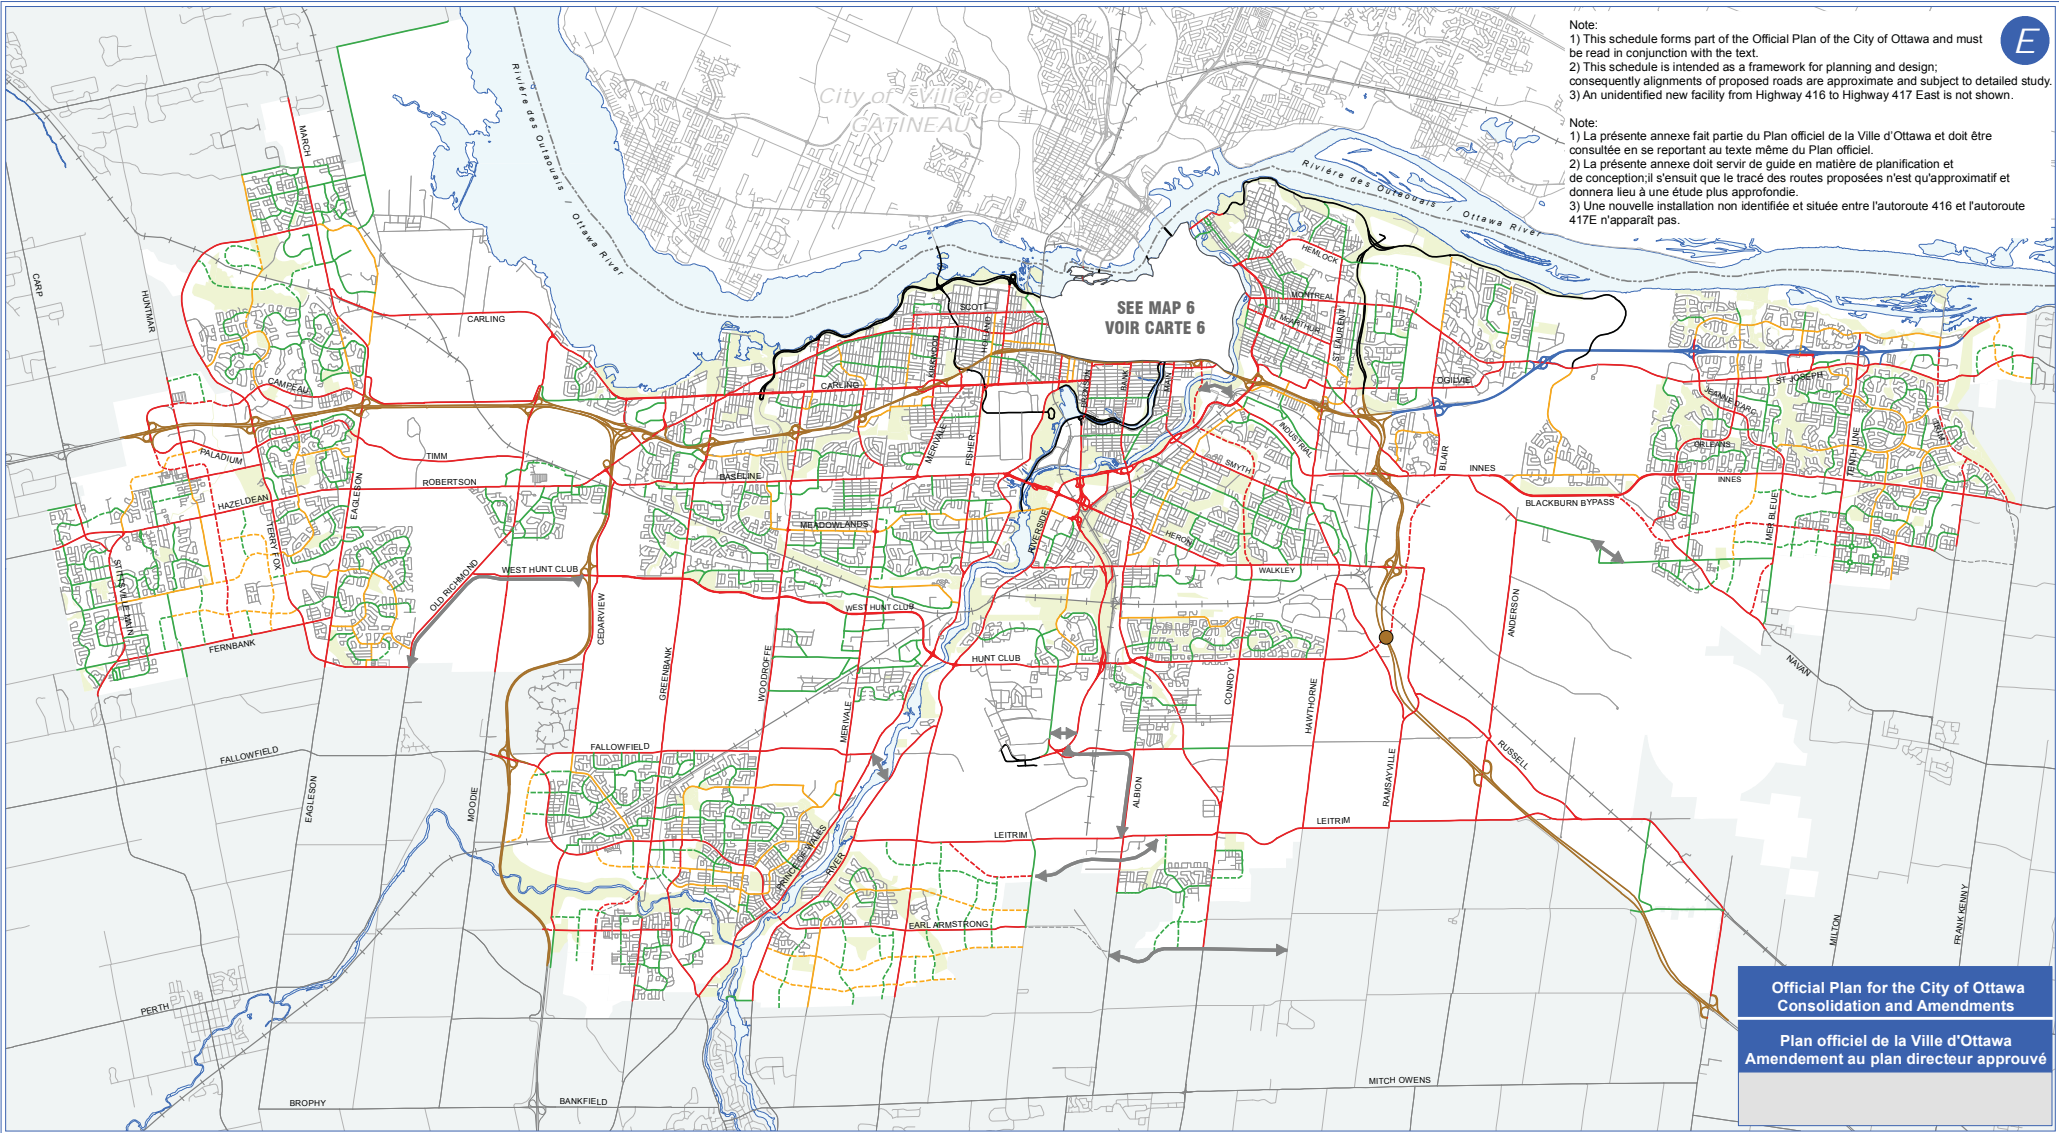 Note:
1) This schedule forms part of the Official Plan of the City of Ottawa and must
be read in conjunction with the text.
2) This schedule is intended as a framework for planning and design;
consequently alignments of proposed roads are approximate and subject to detailed study.
3) An unidentified new facility from Highway 416 to Highway 417 East is not shown.
Note:
1) La présente annexe fait partie du Plan officiel de la Ville d'Ottawa et doit être
consultée en se reportant au texte même du Plan officiel.
2) La présente annexe doit servir de guide en matière de planification et
de conception;il s'ensuit que le tracé des routes proposées n'est qu'approximatif et
donnera lieu à une étude plus approfondie.
3) Une nouvelle installation non identifiée et située entre l'autoroute 416 et l'autoroute
417E n'apparaît pas.
E
City of / Ville de
GATINEAU
Rivière des Outaouais / Ottawa River
Rivière des Outaouais
Ottawa River
SEE MAP 6
VOIR CARTE 6
MARCH
CARP
HUNTMAR
CARLING
CAMPEAU
SCOTT
HOLLAND
KIRKWOOD
CARLING
BRONSON
BANK
MAIN
HEMLOCK
MONTREAL
MCARTHUR
ST LAURENT
OGILVIE
ST JOSEPH
JEANNE D'ARC
ORLEANS
TENTH LINE
TRIM
INNES
INNES
BLAIR
BLACKBURN BYPASS
MER BLEUE
INDUSTRIAL
SMYTH
PALADIUM
TIMM
ROBERTSON
HAZELDEAN
EAGLESON
TERRY FOX
STITTSVILLE MAIN
FERNBANK
OLD RICHMOND
WEST HUNT CLUB
CEDARVIEW
BASELINE
MERIVALE
FISHER
MEADOWLANDS
RIVERSIDE
HERON
WALKLEY
WEST HUNT CLUB
HUNT CLUB
GREENBANK
WOODROFFE
MERIVALE
CONROY
HAWTHORNE
ANDERSON
NAVAN
RUSSELL
RAMSAYVILLE
ALBION
FALLOWFIELD
FALLOWFIELD
EAGLESON
MOODIE
LEITRIM
LEITRIM
PRINCE OF WALES
RIVER
EARL ARMSTRONG
MILTON
FRANK KENNY
PERTH
BROPHY
BANKFIELD
MITCH OWENS
Official Plan for the City of Ottawa
Consolidation and Amendments
Plan officiel de la Ville d'Ottawa
Amendement au plan directeur approuvé